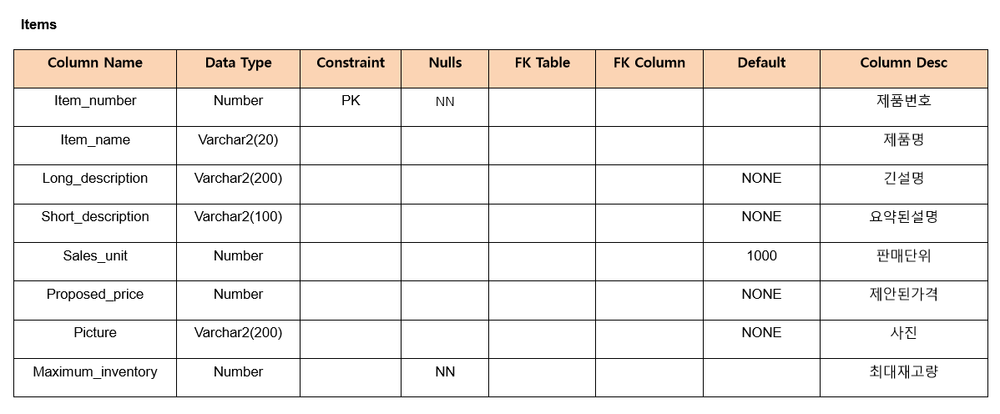 Items
Column Name Data Type Constraint Nulls FK Table FK Column Default Column Desc
Item_number Number PK NN 제품번호
Item_name Varchar2(20) 제품명
Long_description Varchar2(200) NONE 긴설명
Short_description Varchar2(100) NONE 요약된설명
Sales_unit Number 1000 판매단위
Proposed_price Number NONE 제안된가격
Picture Varchar2(200) NONE 사진
Maximum_inventory Number NN 최대재고량